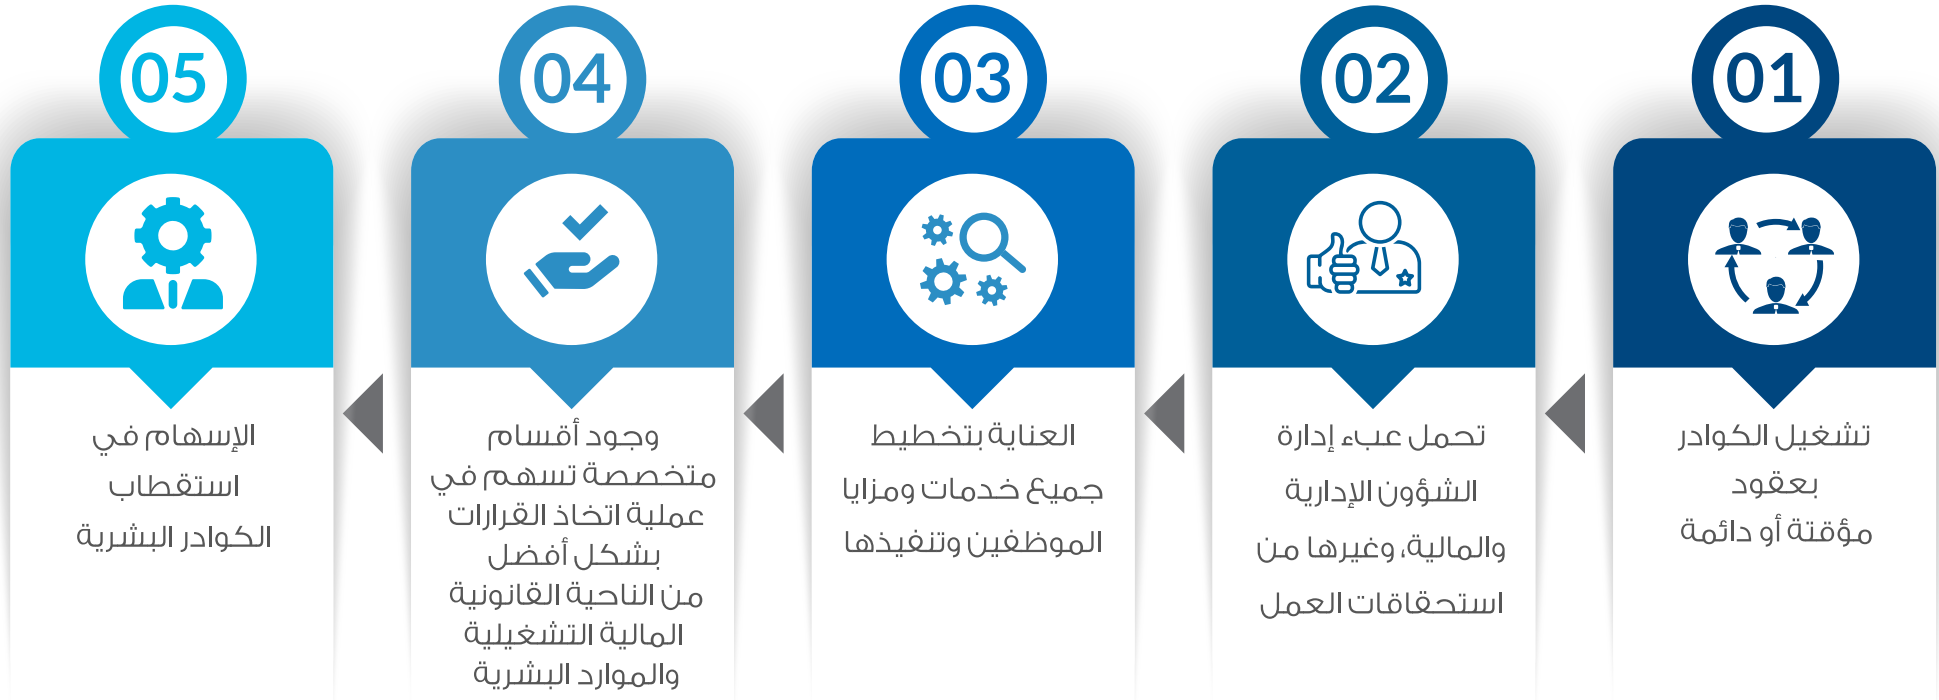 01
تشغيل الكوادر
بعقود
مؤقتة أو دائمة
02
تحمل عبء إدارة
الشؤون الإدارية
والمالية، وغيرها من
استحقاقات العمل
03
العناية بتخطيط
جميع خدمات ومزايا
الموظفين وتنفيذها
04
وجود أقسام
متخصصة تسهم في
عملية اتخاذ القرارات
بشكل أفضل
من الناحية القانونية
المالية التشغيلية
والموارد البشرية
05
الإسهام في
استقطاب
الكوادر البشرية